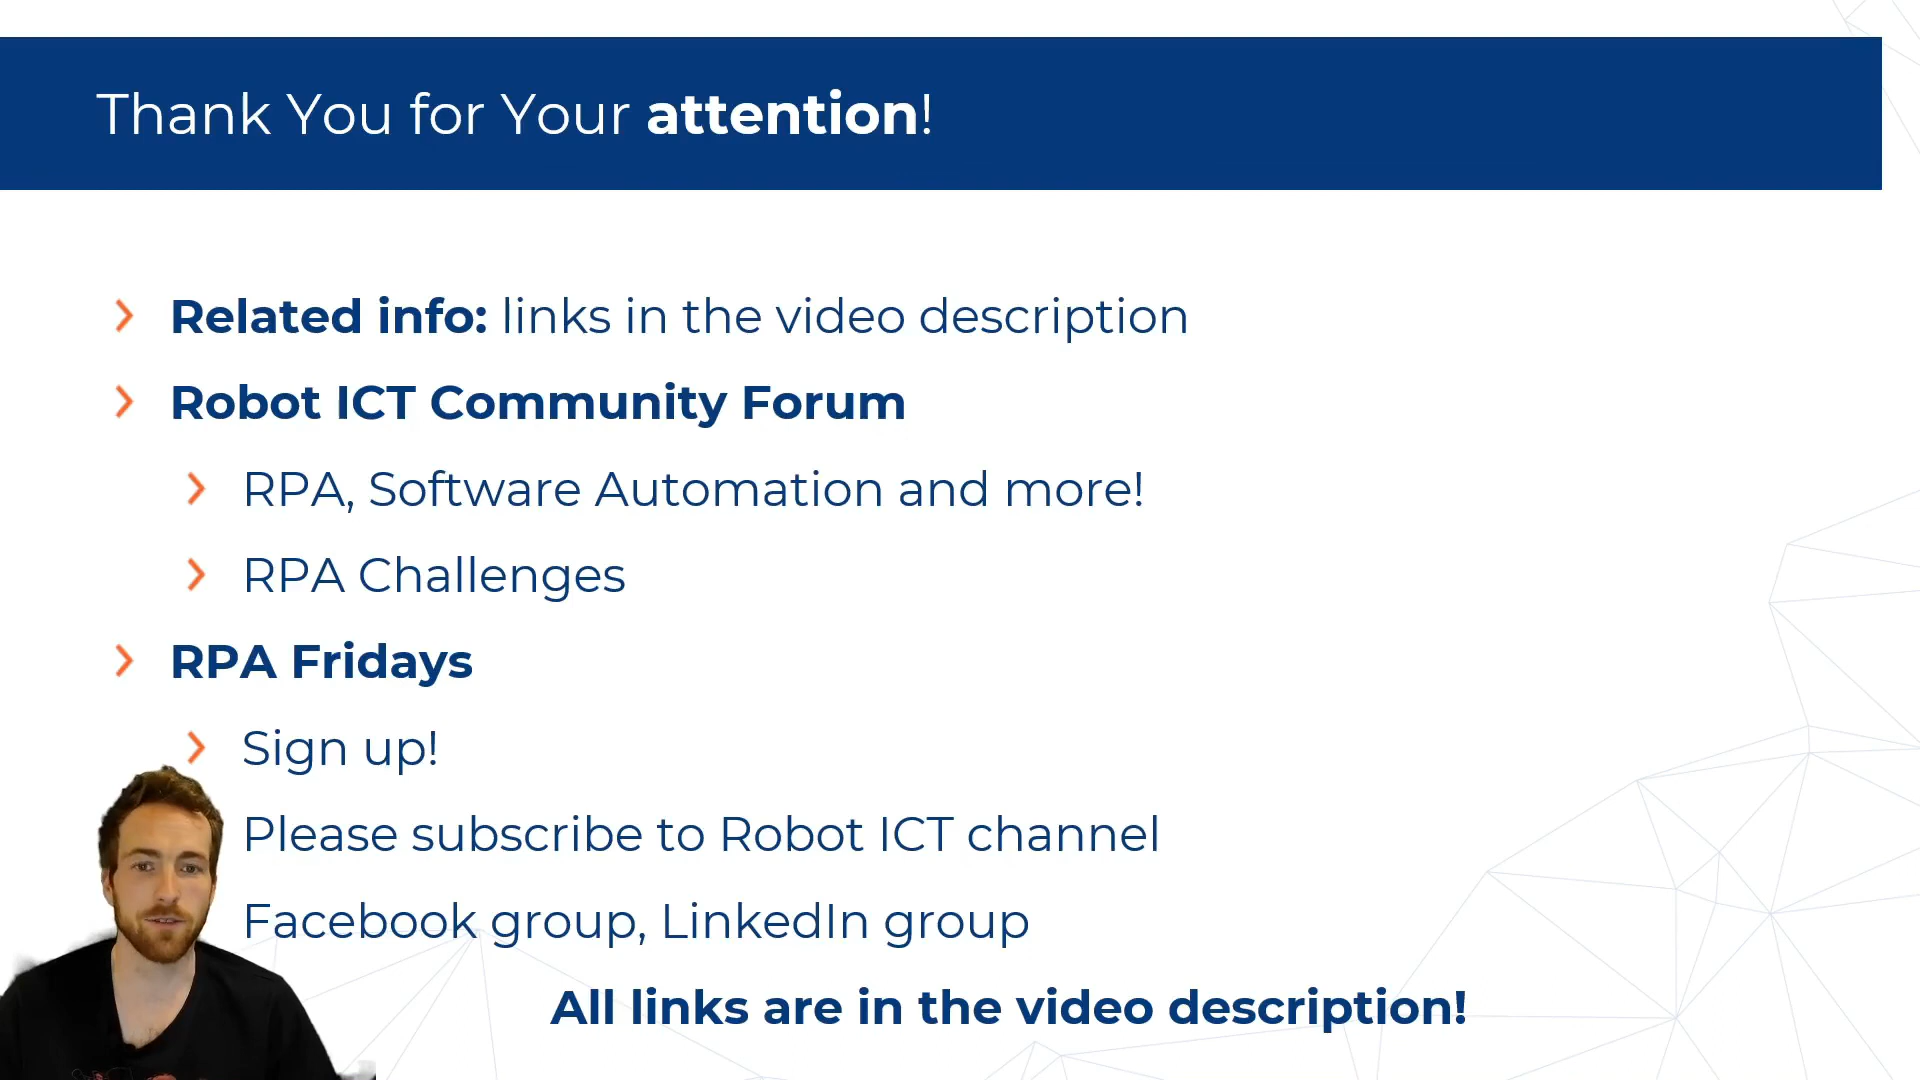 Thank You for Your attention!
Related info: links in the video description
Robot ICT Community Forum
RPA, Software Automation and more!
RPA Challenges
RPA Fridays
Sign up!
Please subscribe to Robot ICT channel
Facebook group, LinkedIn group
All links are in the video description!